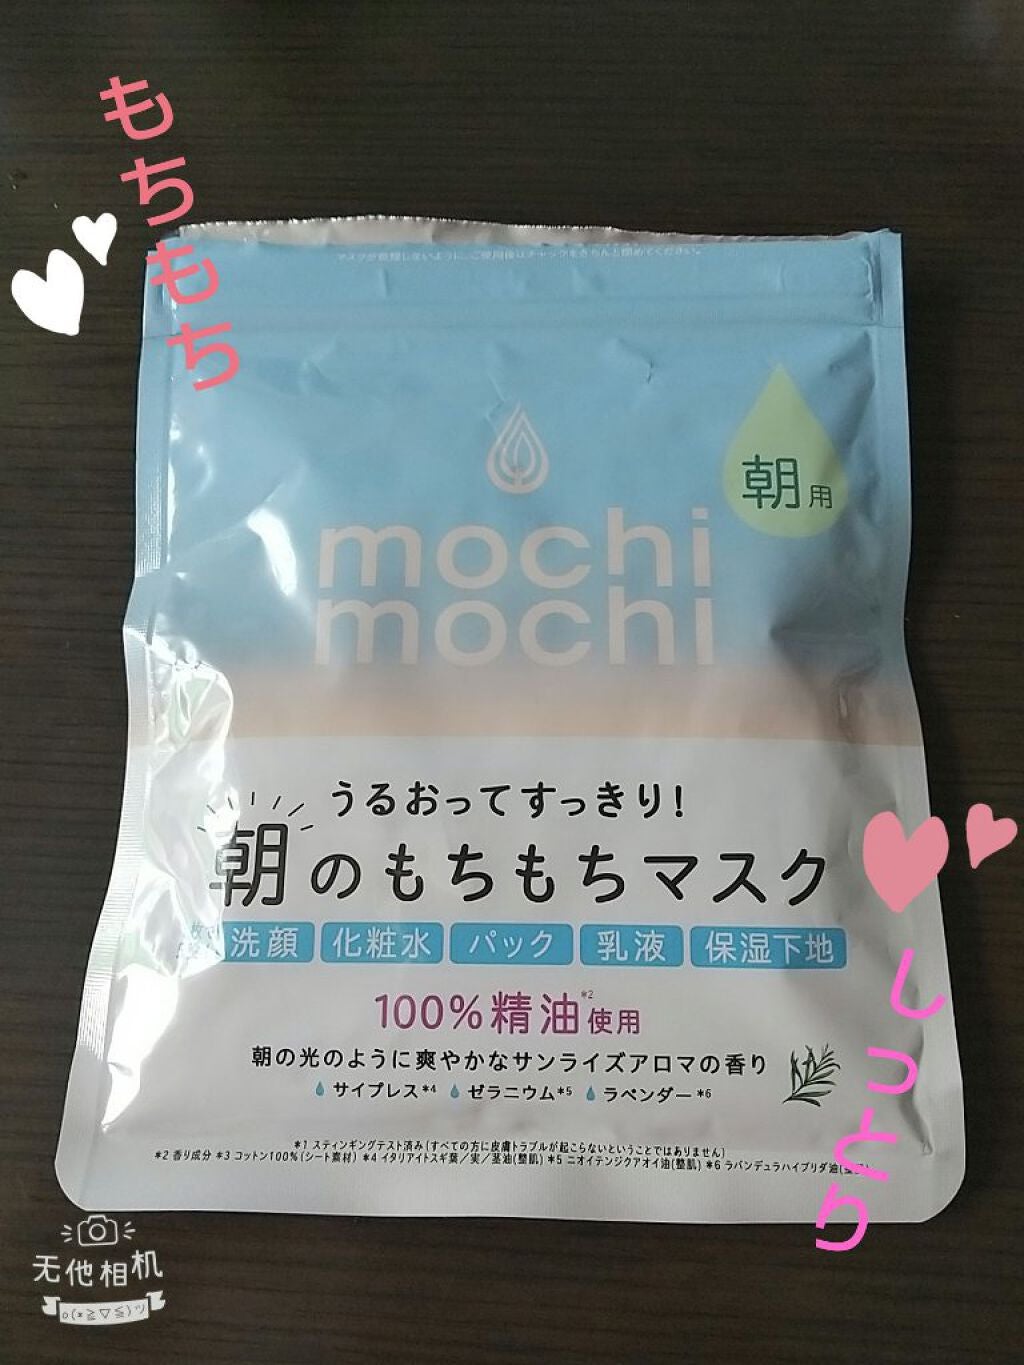 もちもち
マスクが乾燥しないように、ご使用後はチャックをきちんと閉めてください。
朝用
mochi
mochi
うるおってすっきり!
朝のもちもちマスク
洗顔 化粧水 パック 乳液 保湿下地
100%精油*2使用
朝の光のように爽やかなサンライズアロマの香り
サイプレス*4 ゼラニウム*5 ラベンダー*6
*1 スティンギングテスト済み(すべての方に皮膚トラブルが起こらないということではありません)
*2 香り成分 *3 コットン100%(シート素材) *4 イタリアイトスギ葉/実/茎油(整肌) *5 ニオイテンジクアオイ油(整肌) *6 ラバンデュラハイブリダ油(整肌)
しっとり
无他相机